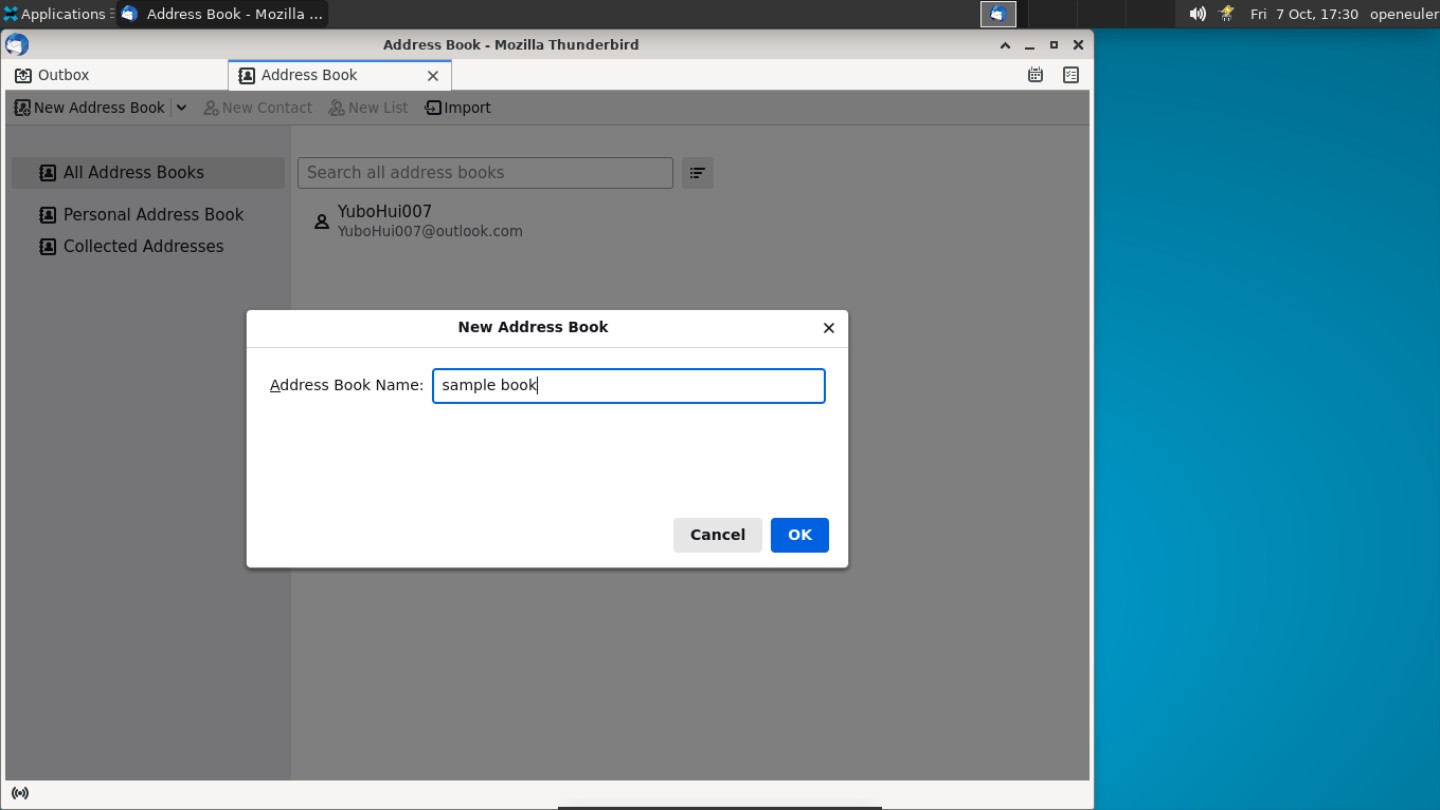 Applications
Address Book - Mozilla ...
Fri 7 Oct, 17:30
openeuler
Address Book - Mozilla Thunderbird
Outbox
Address Book
New Address Book
New Contact
New List
Import
All Address Books
Search all address books
Personal Address Book
Collected Addresses
YuboHui007
YuboHui007@outlook.com
New Address Book
Address Book Name: sample book
Cancel
OK